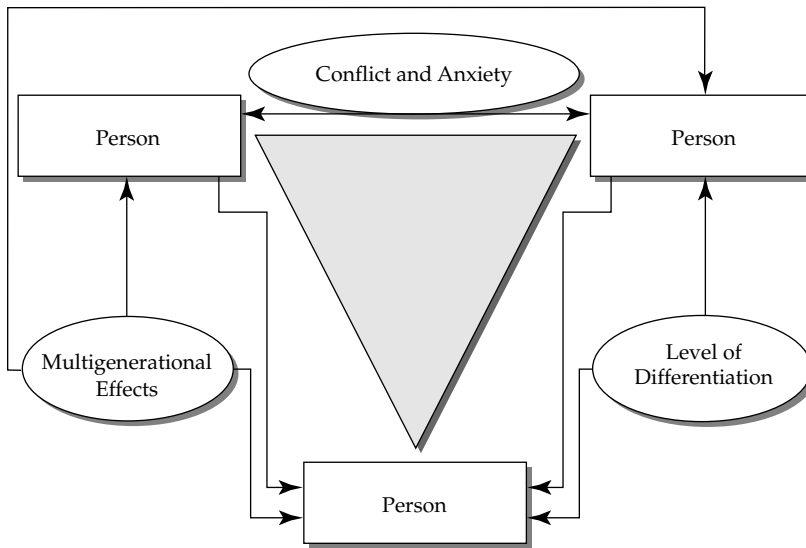 Conflict and Anxiety
Person
Person
Multigenerational
Effects
Level of
Differentiation
Person